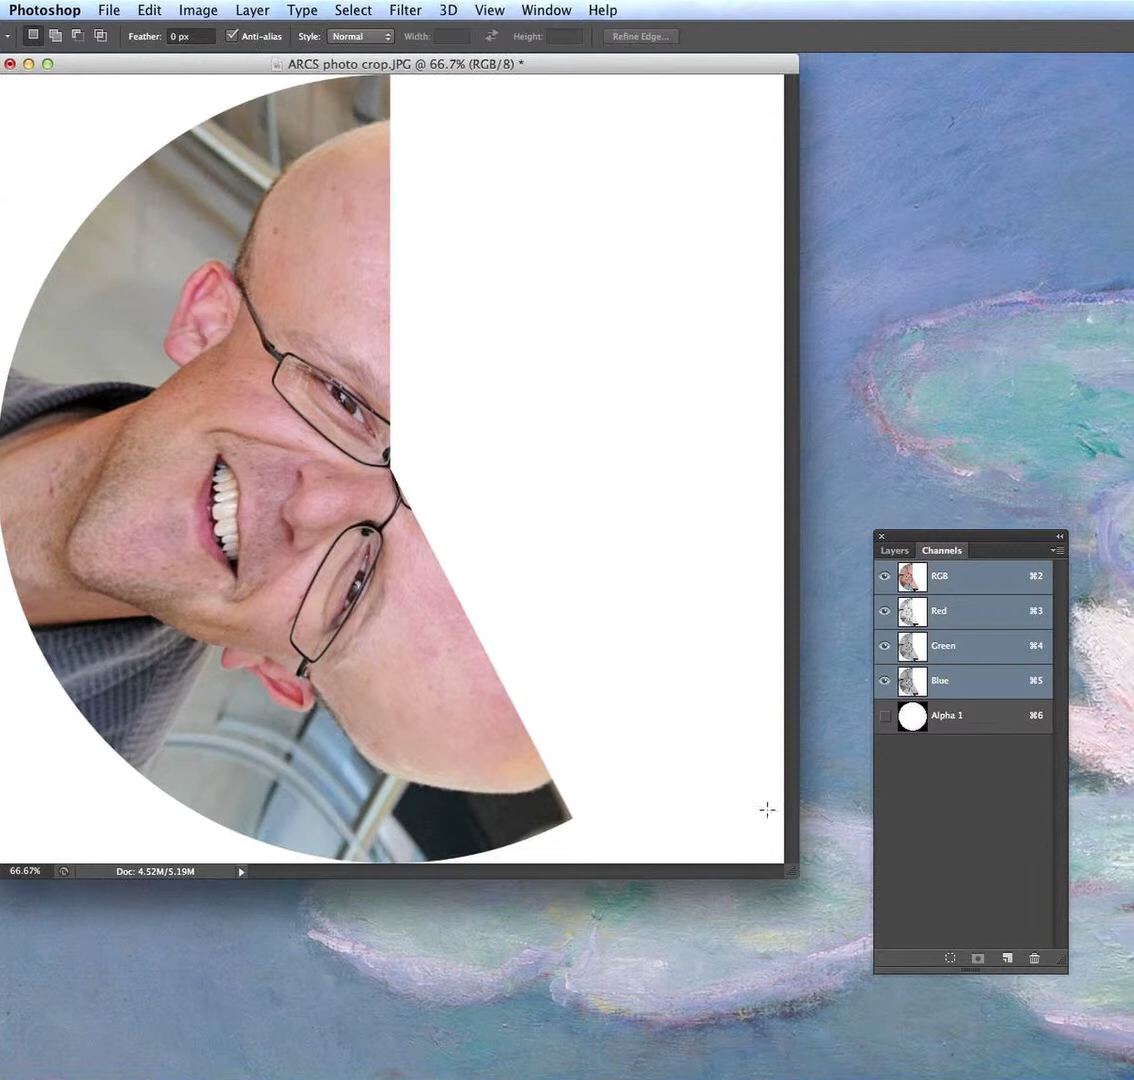 Photoshop File Edit Image Layer Type Select Filter 3D View Window Help
Feather: 0 px Anti-alias Style: Normal Width: Height: Refine Edge...
ARCS photo crop.JPG @ 66.7% (RGB/8) *
Layers Channels
RGB ⌘2
Red ⌘3
Green ⌘4
Blue ⌘5
Alpha 1 ⌘6
66.67% Doc: 4.52M/5.19M